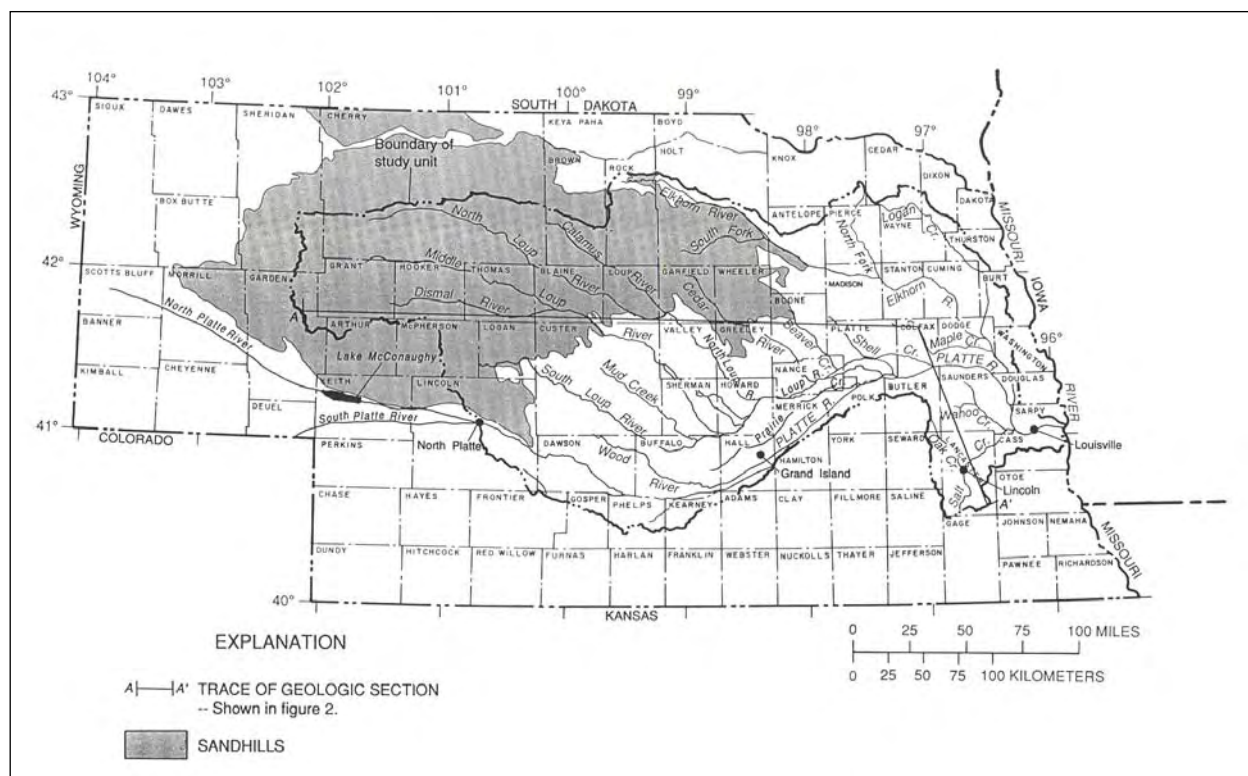 104°
103°
102°
101°
100°
99°
98°
97°
96°
43°
42°
41°
40°
SOUTH DAKOTA
WYOMING
COLORADO
KANSAS
IOWA
MISSOURI
MISSOURI
RIVER
SIOUX
DAWES
SHERIDAN
CHERRY
KEYA PAHA
BOYD
Boundary of
study unit
BROWN
ROCK
HOLT
KNOX
CEDAR
DIXON
DAKOTA
BOX BUTTE
ANTELOPE
PIERCE
WAYNE
THURSTON
Elkhorn River
South Fork
North Fork
Logan
Cr.
North
Loup
River
Calamus
River
SCOTTS BLUFF
MORRILL
GARDEN
GRANT
HOOKER
THOMAS
BLAINE
LOUP
GARFIELD
WHEELER
MADISON
STANTON
CUMING
BURT
Middle
Loup
River
Dismal
River
Cedar
River
BOONE
Elkhorn
R.
BANNER
North Platte River
A
ARTHUR
McPHERSON
LOGAN
CUSTER
VALLEY
GREELEY
Beaver
Cr.
PLATTE
Shell
Cr.
COLFAX
DODGE
Maple
Cr.
WASHINGTON
Lake McConaughy
PLATTE
R.
KIMBALL
CHEYENNE
KEITH
LINCOLN
South
Loup
River
Mud Creek
SHERMAN
HOWARD
North Loup
R.
NANCE
Loup R.
Cr.
BUTLER
SAUNDERS
DOUGLAS
DEUEL
South Platte River
MERRICK
POLK
Wahoo
Cr.
SARPY
PERKINS
North Platte
DAWSON
BUFFALO
HALL
Prairie
PLATTE R.
HAMILTON
YORK
SEWARD
Oak Cr.
LANCASTER
Cr.
CASS
Louisville
Wood
River
Grand Island
Salt
OTOE
Lincoln
A'
CHASE
HAYES
FRONTIER
GOSPER
PHELPS
KEARNEY
ADAMS
CLAY
FILLMORE
SALINE
GAGE
JOHNSON
NEMAHA
DUNDY
HITCHCOCK
RED WILLOW
FURNAS
HARLAN
FRANKLIN
WEBSTER
NUCKOLLS
THAYER
JEFFERSON
PAWNEE
RICHARDSON
0 25 50 75 100 MILES
0 25 50 75 100 KILOMETERS
EXPLANATION
A A' TRACE OF GEOLOGIC SECTION
-- Shown in figure 2.
SANDHILLS